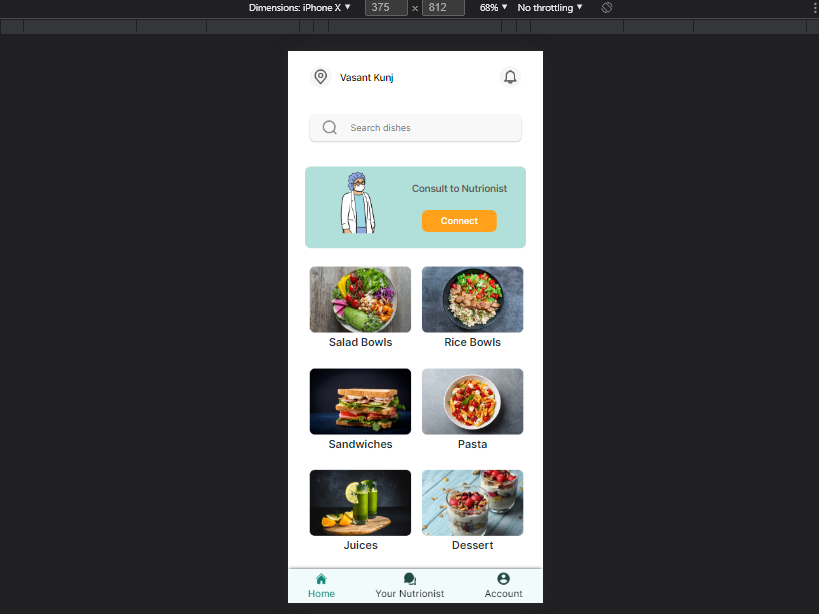 Dimensions: iPhone X ▼ 375 × 812 68% ▼ No throttling ▼
Vasant Kunj
Search dishes
Consult to Nutrionist
Connect
Salad Bowls Rice Bowls
Sandwiches Pasta
Juices Dessert
Home Your Nutrionist Account